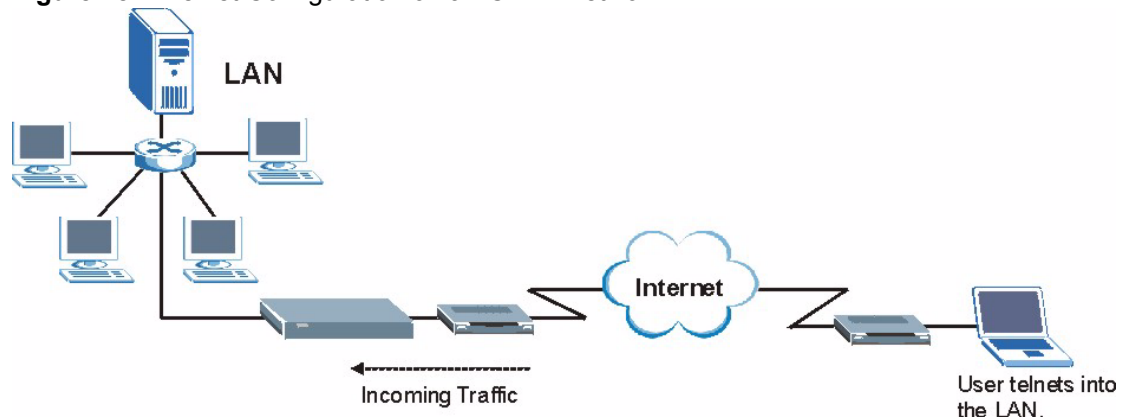 LAN
Internet
Incoming Traffic
User telnets into
the LAN.